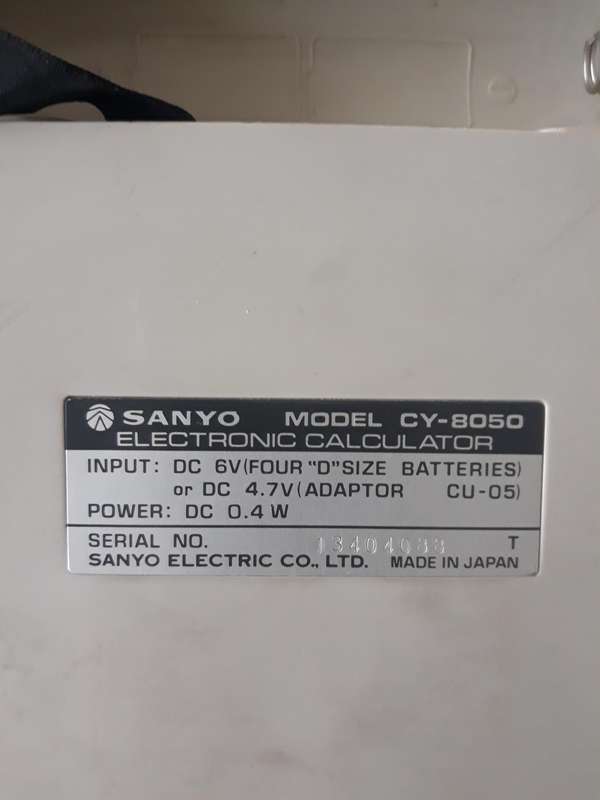 SANYO MODEL CY-8050
ELECTRONIC CALCULATOR
INPUT: DC 6V(FOUR "D"SIZE BATTERIES)
or DC 4.7V(ADAPTOR CU-05)
POWER: DC 0.4W
SERIAL NO. T
SANYO ELECTRIC CO., LTD. MADE IN JAPAN